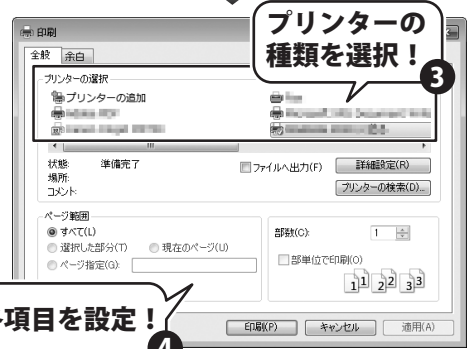 印刷
プリンターの
種類を選択！
3
全般 余白
プリンターの選択
プリンターの追加
Fax
状態: 準備完了
場所:
コメント:
ファイルへ出力(F)
詳細設定(R)
プリンターの検索(D)...
ページ範囲
すべて(L)
選択した部分(T) 現在のページ(U)
ページ指定(G):
部数(C): 1
部単位で印刷(O)
11 22 33
項目を設定！
4
印刷(P) キャンセル 適用(A)